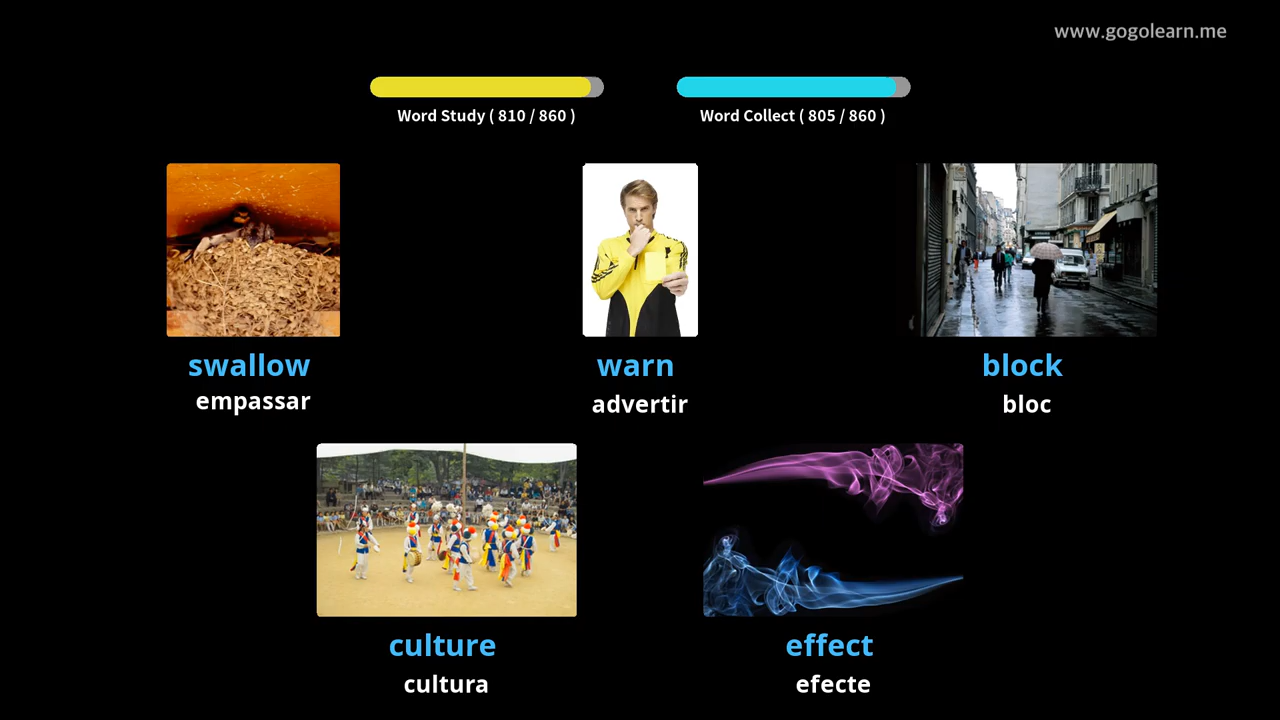 www.gogolearn.me
Word Study ( 810 / 860 )
Word Collect ( 805 / 860 )
swallow
empassar
warn
advertir
block
bloc
culture
cultura
effect
efecte